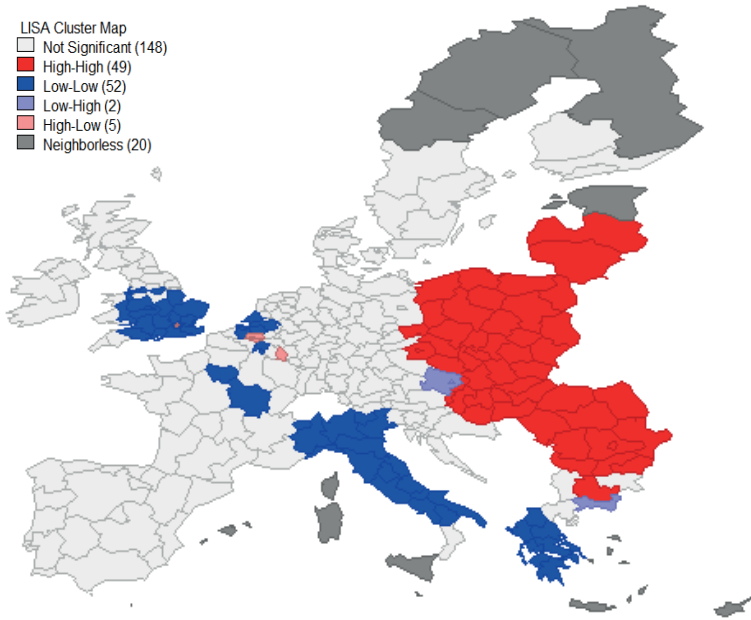 LISA Cluster Map
Not Significant (148)
High-High (49)
Low-Low (52)
Low-High (2)
High-Low (5)
Neighborless (20)